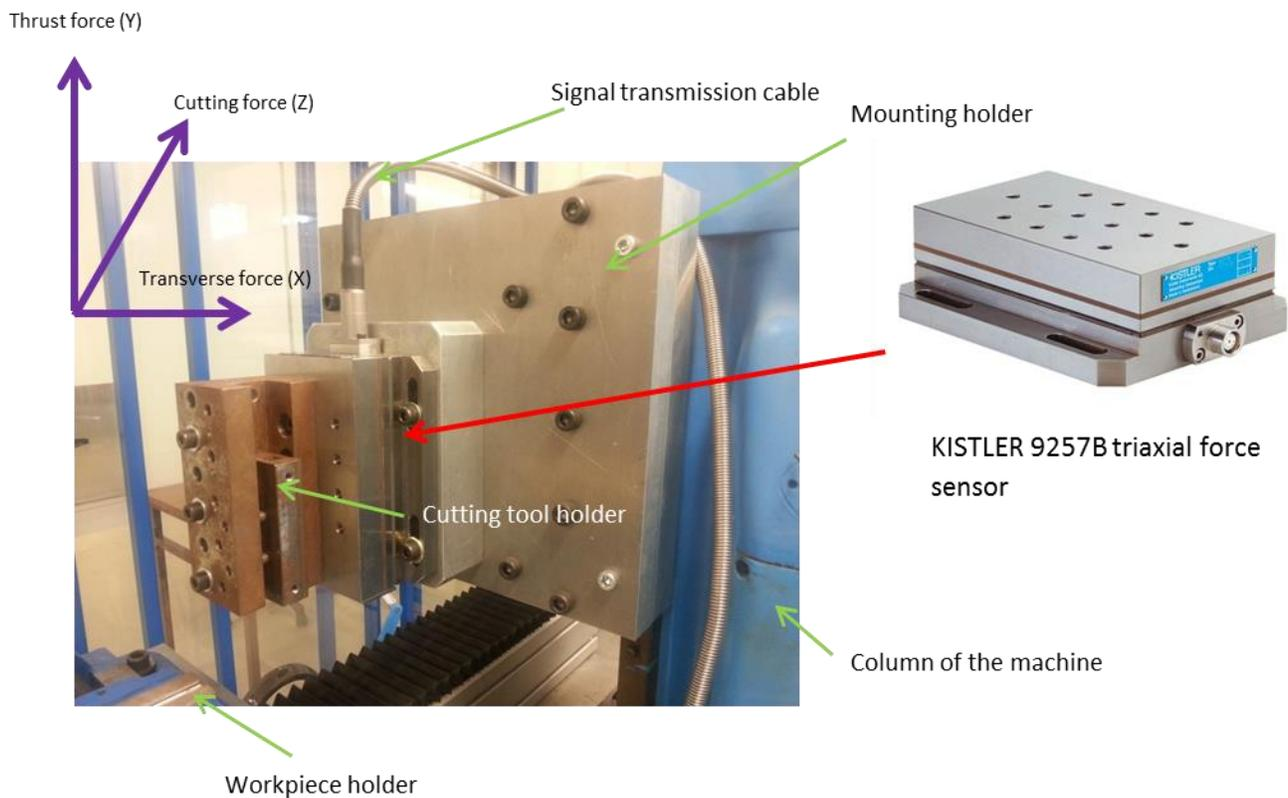 Thrust force (Y)
Cutting force (Z)
Signal transmission cable
Mounting holder
Transverse force (X)
KISTLER
KISTLER 9257B triaxial force
sensor
Cutting tool holder
Column of the machine
Workpiece holder